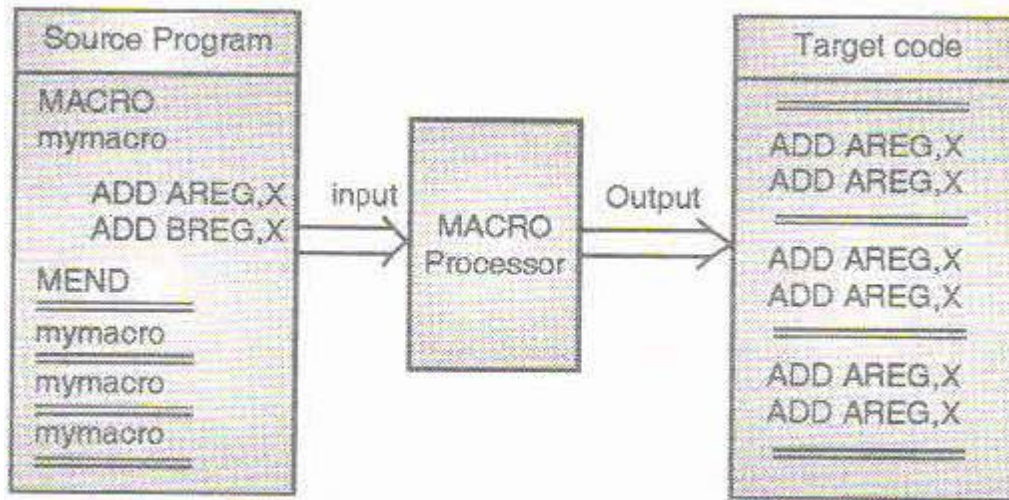 Source Program
MACRO
mymacro
ADD AREG,X
ADD BREG,X
MEND
mymacro
mymacro
mymacro
input
MACRO
Processor
Output
Target code
ADD AREG,X
ADD AREG,X
ADD AREG,X
ADD AREG,X
ADD AREG,X
ADD AREG,X